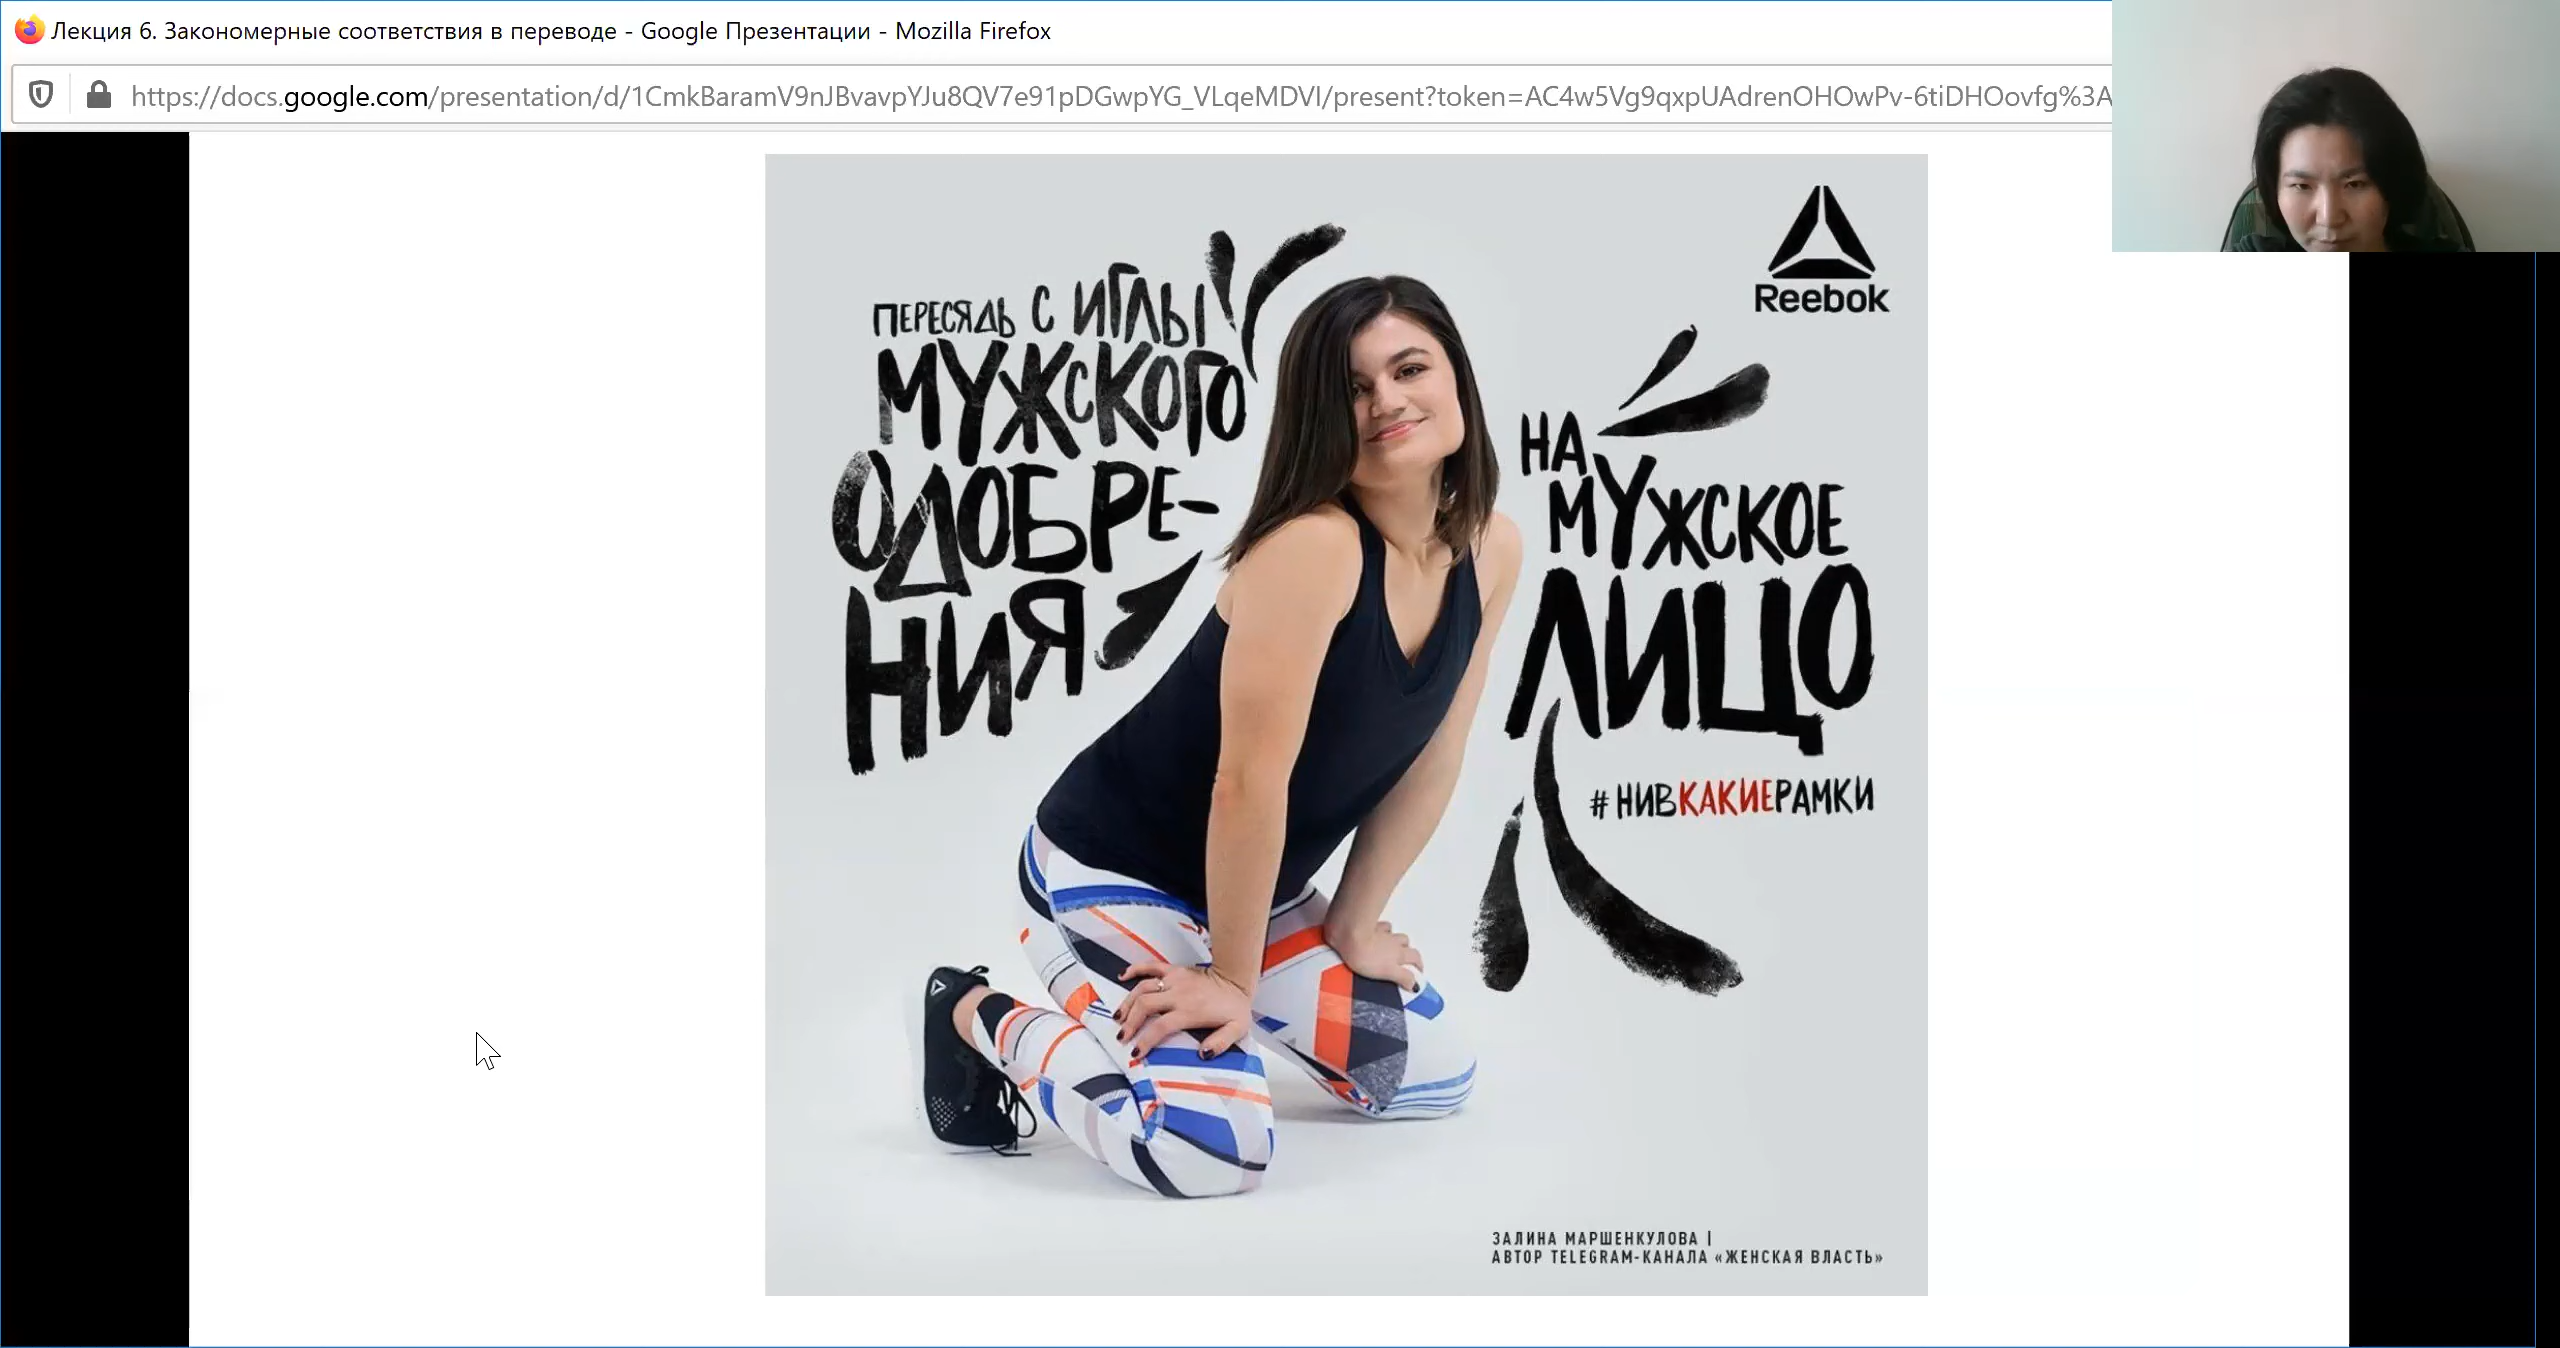 Лекция 6. Закономерные соответствия в переводе - Google Презентации - Mozilla Firefox
https://docs.google.com/presentation/d/1CmkBaramV9nJBvavpYJu8QV7e91pDGwpYG_VLqeMDVI/present?token=AC4w5Vg9qxpUAdrenOHOwPv-6tiDHOovfg%3A
Reebok
ПЕРЕСЯДЬ С ИГЛЫ
МУЖСКОГО
ОДОБРЕ-
НИЯ
НА
МУЖСКОЕ
ЛИЦО
#НИВКАКИЕРАМКИ
ЗАЛИНА МАРШЕНКУЛОВА |
АВТОР TELEGRAM-КАНАЛА «ЖЕНСКАЯ ВЛАСТЬ»